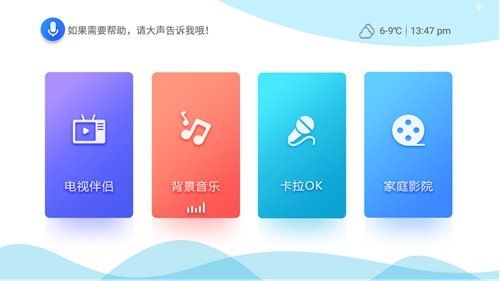 如果需要帮助，请大声告诉我哦！
6-9℃ | 13:47 pm
电视伴侣
背景音乐
卡拉OK
家庭影院